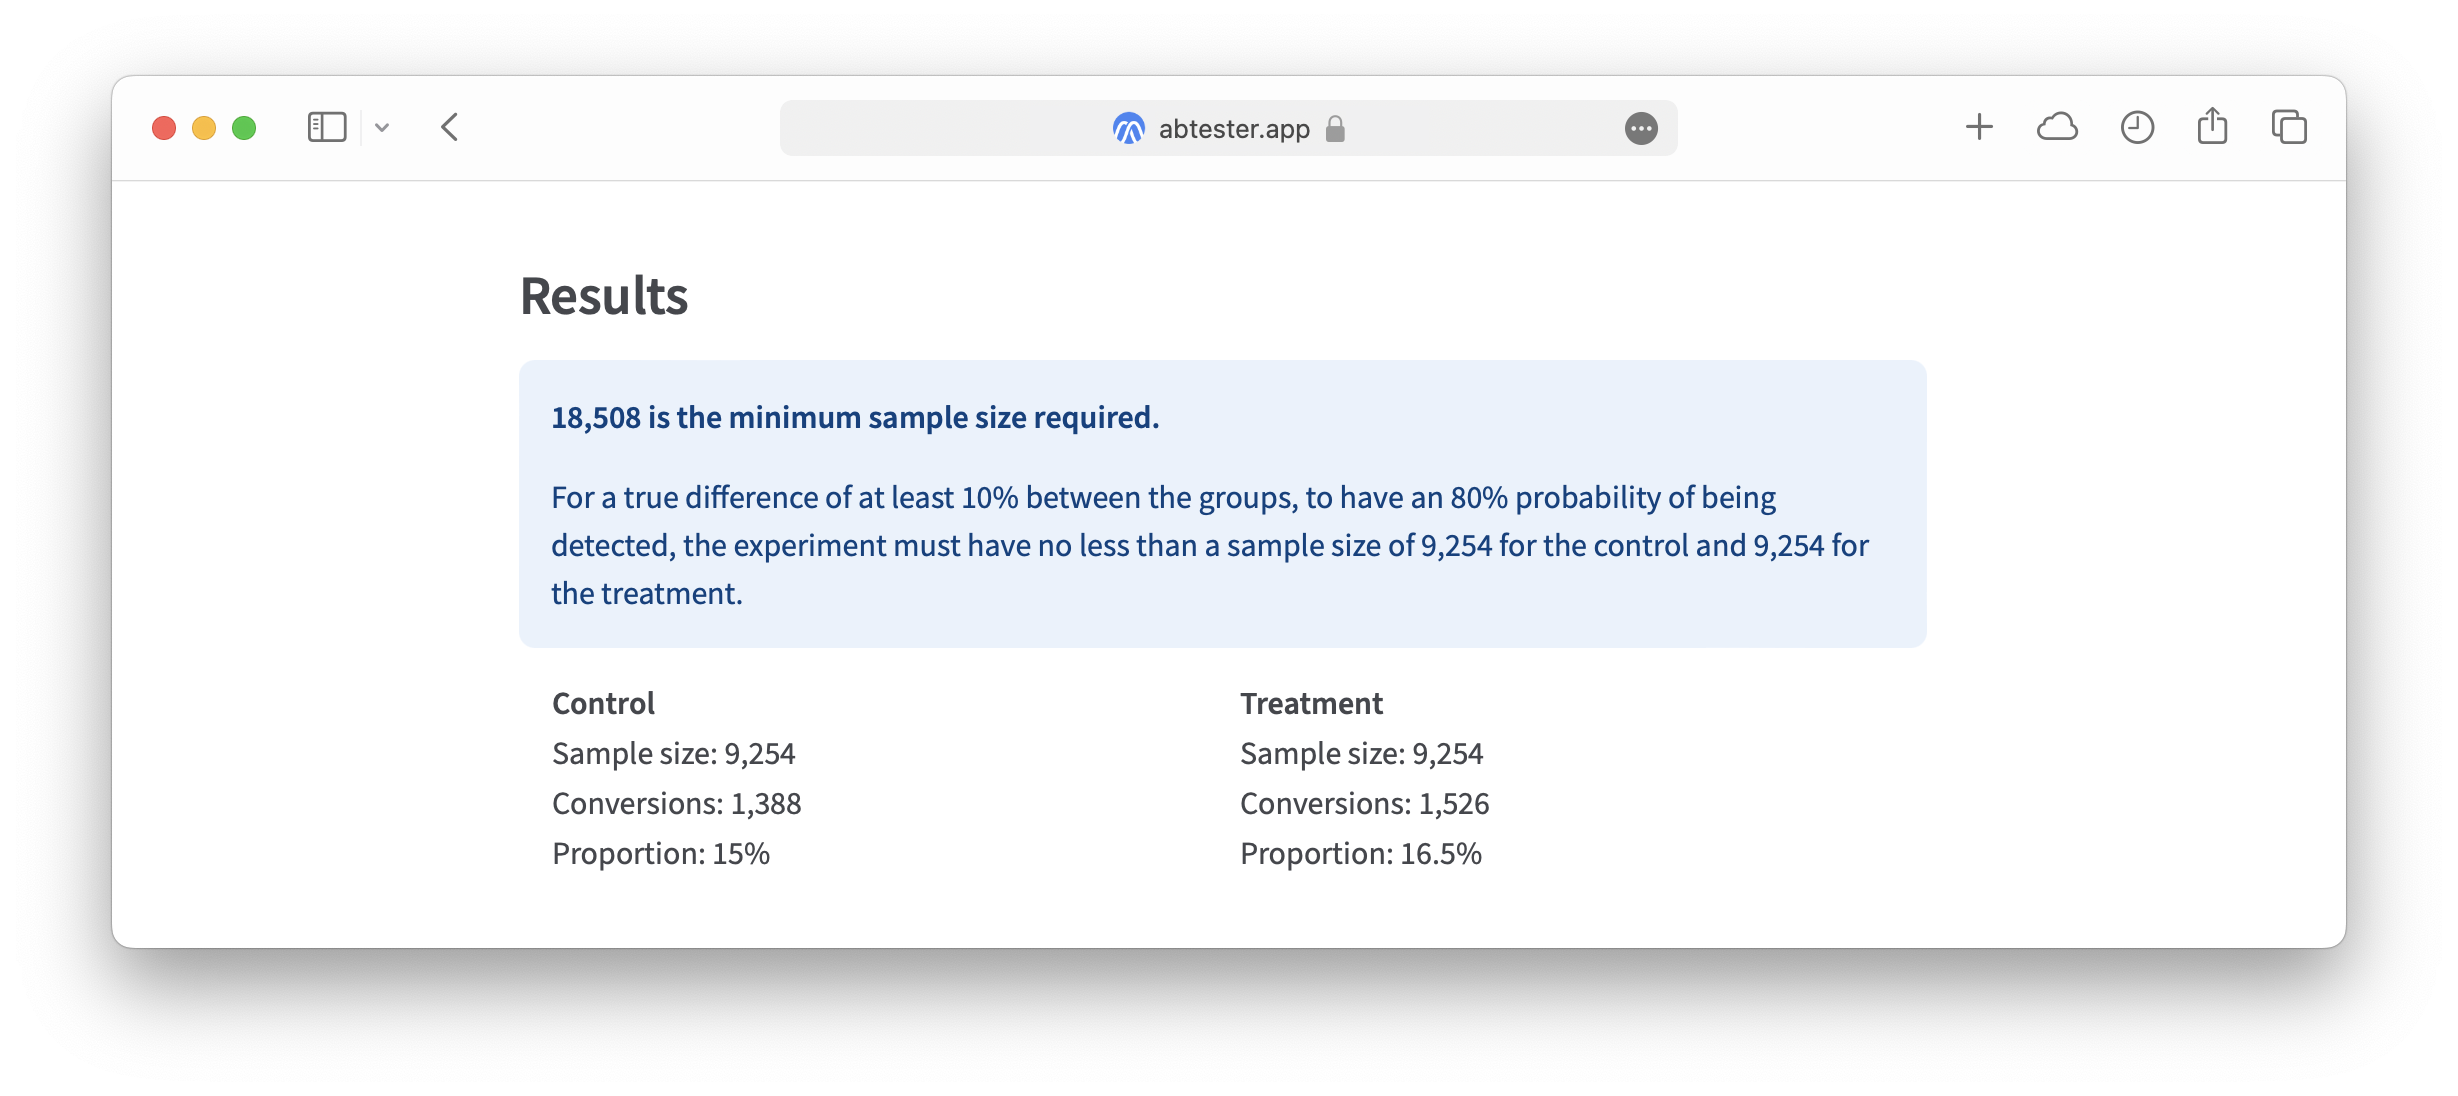 abtester.app
Results
18,508 is the minimum sample size required.
For a true difference of at least 10% between the groups, to have an 80% probability of being
detected, the experiment must have no less than a sample size of 9,254 for the control and 9,254 for
the treatment.
Control
Sample size: 9,254
Conversions: 1,388
Proportion: 15%
Treatment
Sample size: 9,254
Conversions: 1,526
Proportion: 16.5%